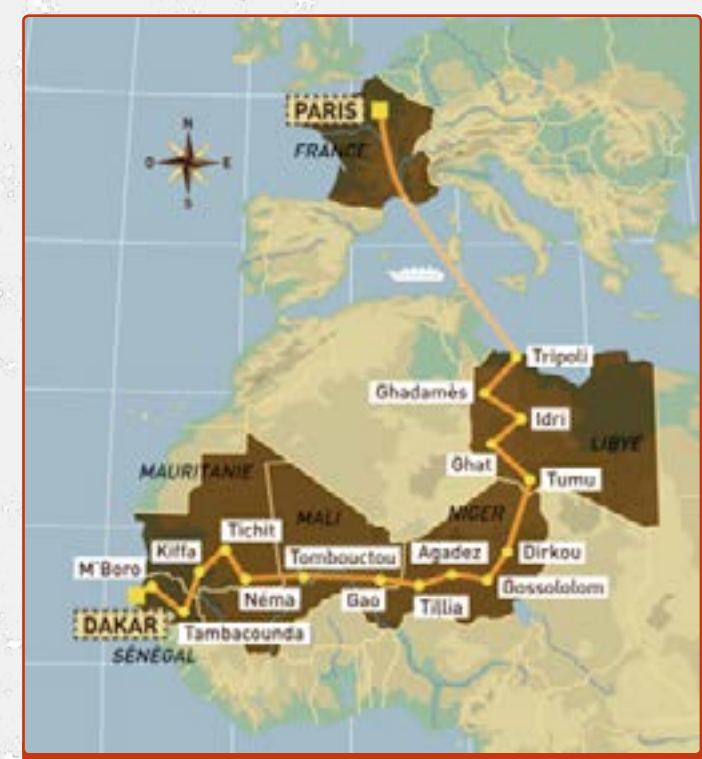 PARIS
FRANCE
N
O
E
S
Tripoli
Ghadamès
Idri
LIBYE
Ghat
Tumu
MAURITANIE
MALI
NIGER
Tichit
Kiffa
Tombouctou
Agadez
Dirkou
M'Boro
Néma
Gao
Tillia
Gossololom
DAKAR
Tambacounda
SÉNÉGAL